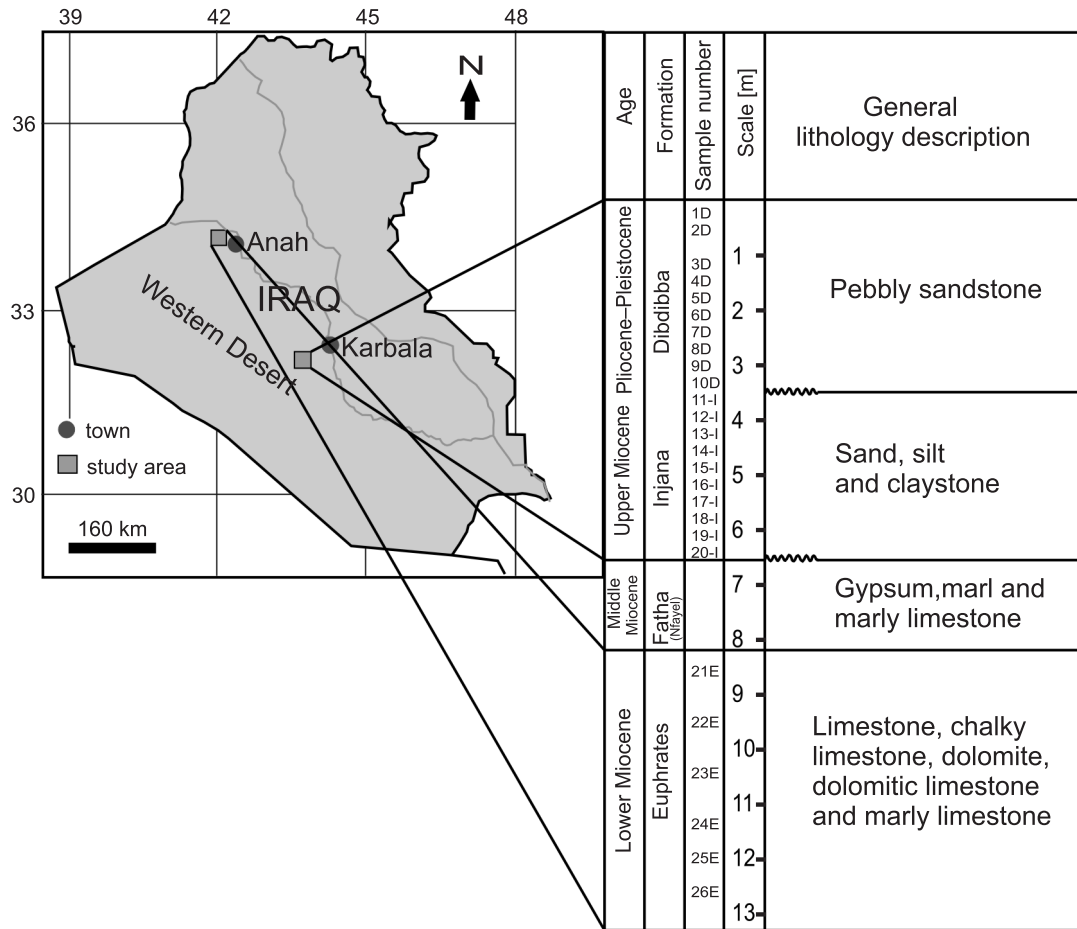 39
42
45
48
36
33
30
N
Anah
IRAQ
Western Desert
Karbala
town
study area
160 km
Age
Formation
Sample number
Scale [m]
General
lithology description
Upper Miocene
Pliocene–Pleistocene
Dibdibba
Injana
1D
2D
3D
4D
5D
6D
7D
8D
9D
10D
11-I
12-I
13-I
14-I
15-I
16-I
17-I
18-I
19-I
20-I
1
2
3
4
5
6
Pebbly sandstone
Sand, silt
and claystone
Middle
Miocene
Fatha
(Nfayel)
7
8
Gypsum,marl and
marly limestone
Lower Miocene
Euphrates
21E
22E
23E
24E
25E
26E
9
10
11
12
13
Limestone, chalky
limestone, dolomite,
dolomitic limestone
and marly limestone